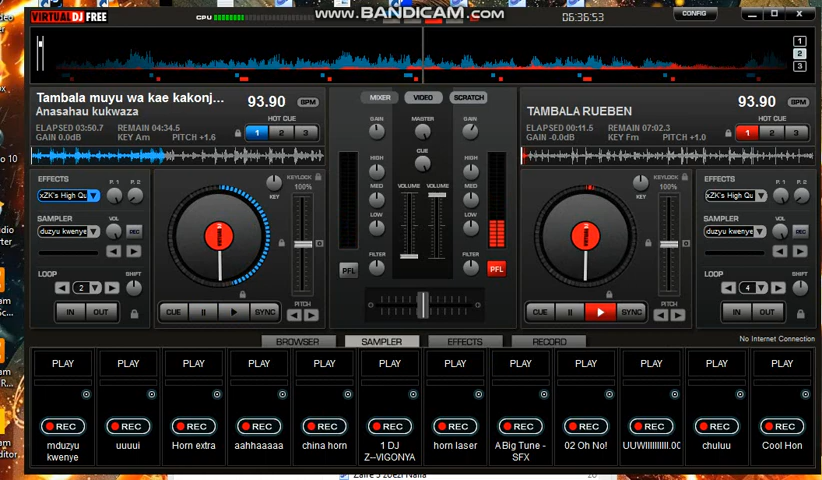 VIRTUAL DJ FREE
CPU
www.BANDICAM.com
06:36:53
CONFIG
1
2
3
Tambala muyu wa kae kakonj...
Anasahau kukwaza
93.90 BPM
HOT CUE
ELAPSED 03:50.7 REMAIN 04:34.5
GAIN 0.0dB KEY Am PITCH +1.6
1 2 3
MIXER VIDEO SCRATCH
TAMBALA RUEBEN
93.90 BPM
HOT CUE
ELAPSED 00:11.5 REMAIN 07:02.3
GAIN -0.0dB KEY Fm PITCH +1.0
1 2 3
EFFECTS P. 1 P. 2
xZK's High Qu
SAMPLER VOL
duzyu kwenye REC
LOOP SHIFT
2
IN OUT
KEYLOCK
100%
KEY
CUE SYNC
PITCH
GAIN MASTER GAIN
HIGH CUE HIGH
MED VOLUME VOLUME MED
LOW LOW
FILTER FILTER
PFL PFL
KEYLOCK
100%
KEY
CUE SYNC
PITCH
EFFECTS P. 1 P. 2
xZK's High Qu
SAMPLER VOL
duzyu kwenye REC
LOOP SHIFT
4
IN OUT
BROWSER SAMPLER EFFECTS RECORD
No Internet Connection
PLAY PLAY PLAY PLAY PLAY PLAY PLAY PLAY PLAY PLAY PLAY PLAY
REC REC REC REC REC REC REC REC REC REC REC REC
mduzyu kwenye
uuuui
Horn extra
aahhaaaaa
china horn
1 DJ Z--VIGONYA
horn laser
A Big Tune - SFX
02 Oh No!
chuluu
Cool Hon